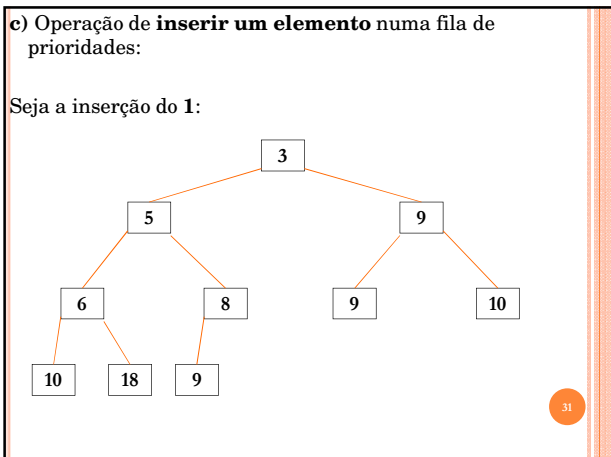 c) Operação de inserir um elemento numa fila de
prioridades:
Seja a inserção do 1:
3
5 9
6 8 9 10
10 18 9
31